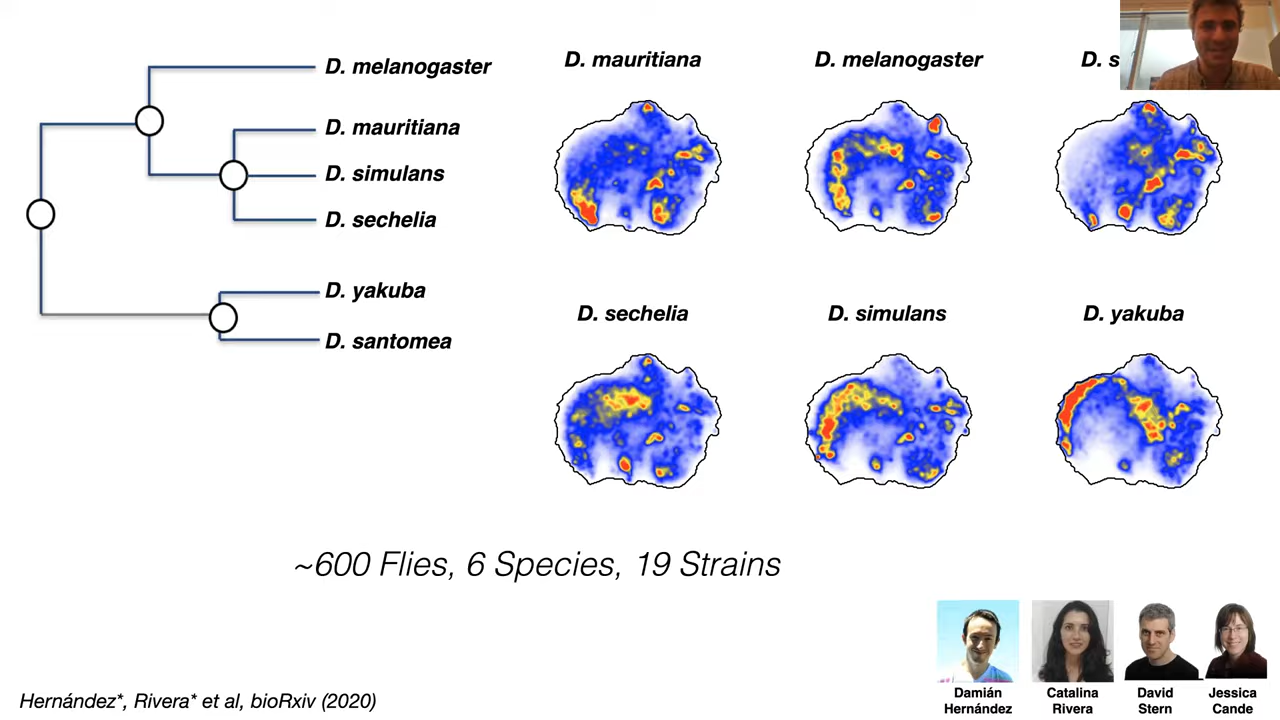 D. melanogaster
D. mauritiana
D. simulans
D. sechelia
D. yakuba
D. santomea
D. mauritiana
D. melanogaster
D. s
D. sechelia
D. simulans
D. yakuba
~600 Flies, 6 Species, 19 Strains
Damián
Hernández
Catalina
Rivera
David
Stern
Jessica
Cande
Hernández*, Rivera* et al, bioRxiv (2020)